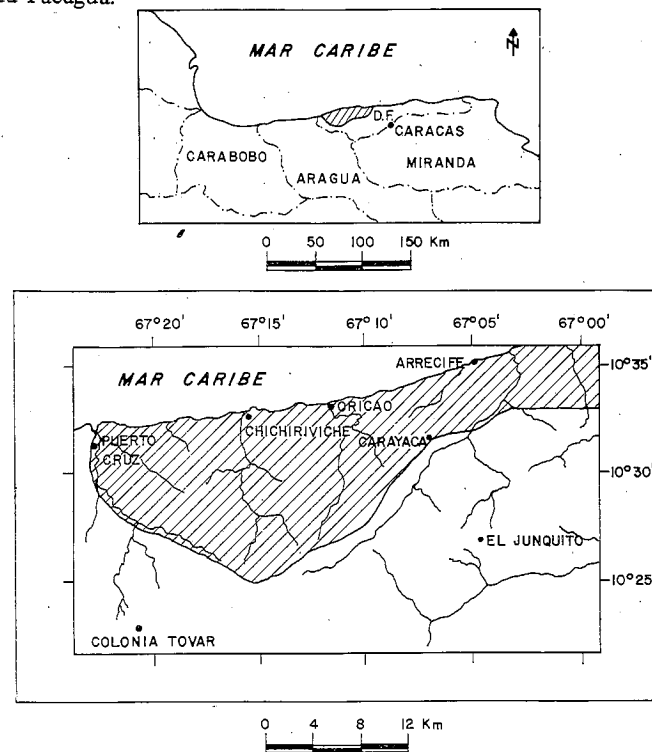 Tacagua.
MAR CARIBE
N
D.F.
CARACAS
CARABOBO
MIRANDA
ARAGUA
0 50 100 150 Km
67°20' 67°15' 67°10' 67°05' 67°00'
ARRECIFE
10°35'
MAR CARIBE
ORICAO
CHICHIRIVICHE
CARAYACA
PUERTO
CRUZ
10°30'
EL JUNQUITO
10°25'
COLONIA TOVAR
0 4 8 12 Km